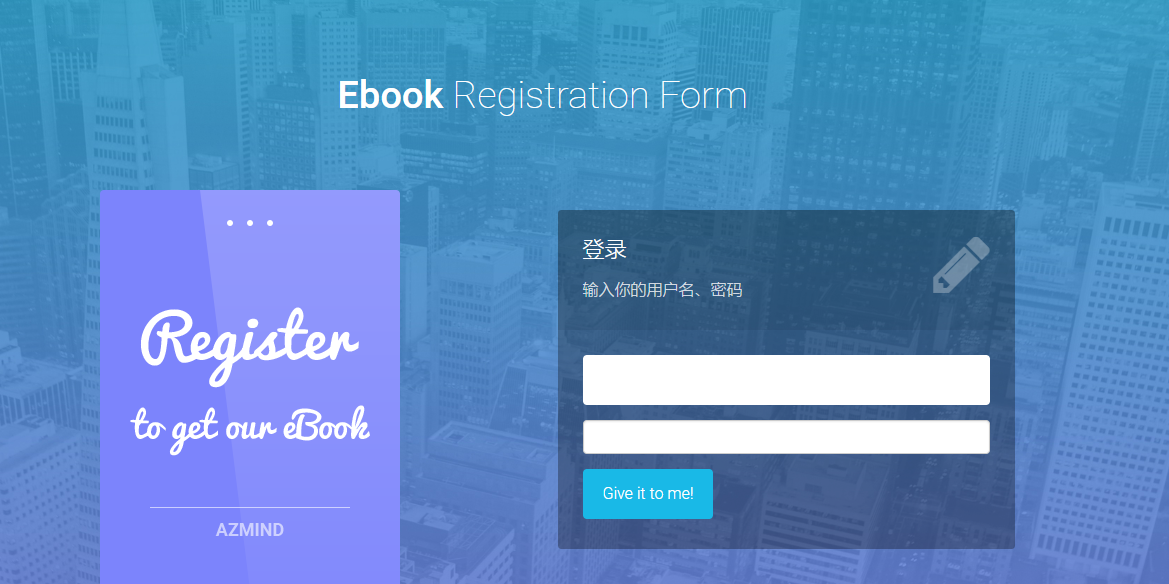 Ebook Registration Form
Register
to get our eBook
AZMIND
登录
输入你的用户名、密码
Give it to me!